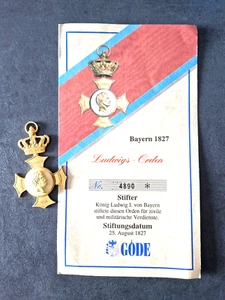 Bayern 1827
Ludwigs-Orden
No. 4890 *
Stifter
König Ludwig I. von Bayern
stiftete diesen Orden für zivile
und militärische Verdienste.
Stiftungsdatum
25. August 1827
GÖDE